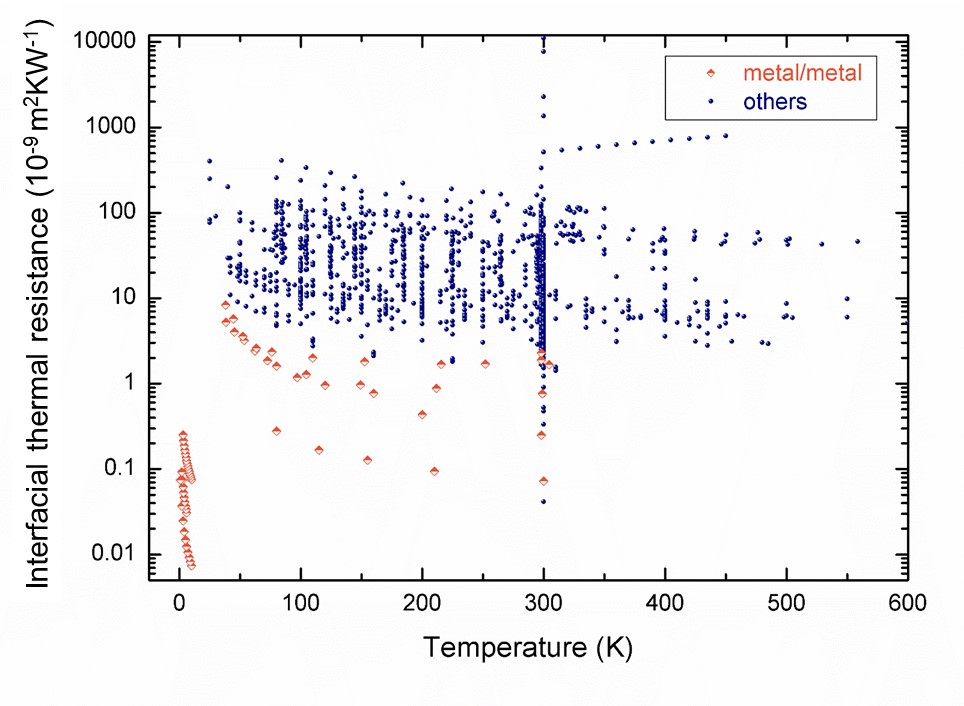 Interfacial thermal resistance (10⁻⁹ m²KW⁻¹)
10000
1000
100
10
1
0.1
0.01
metal/metal
others
0 100 200 300 400 500 600
Temperature (K)